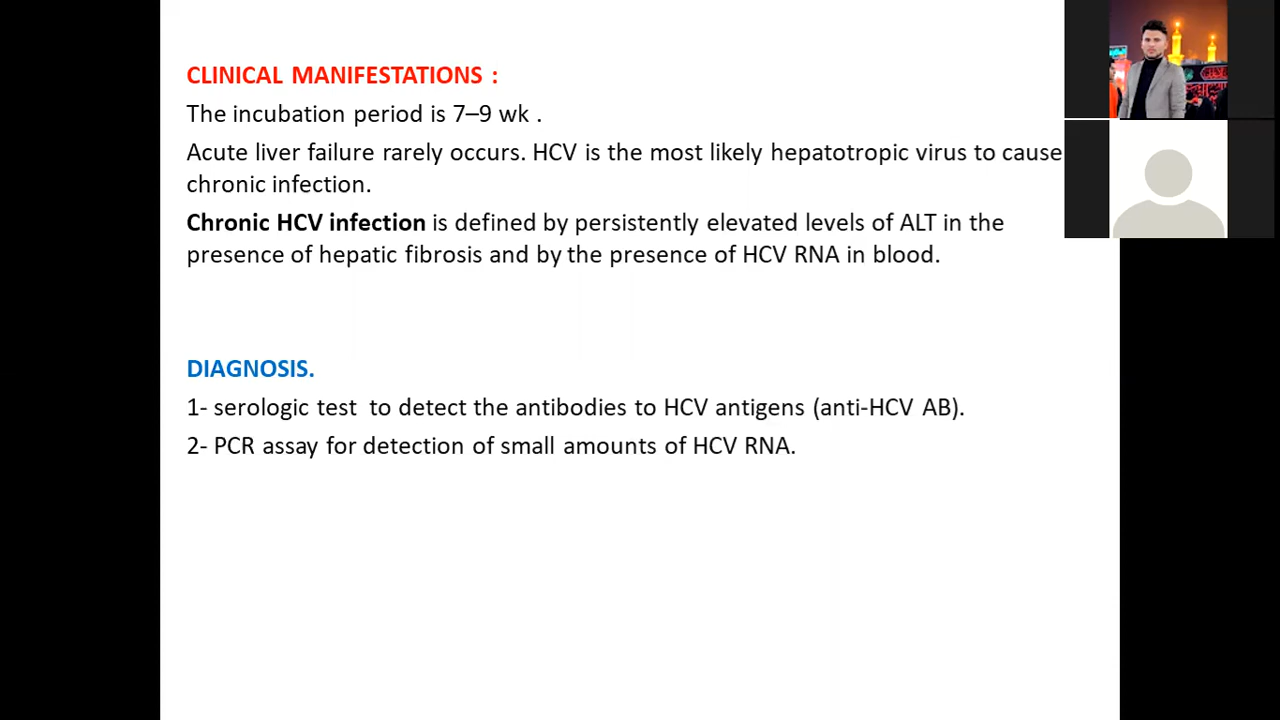 CLINICAL MANIFESTATIONS :
The incubation period is 7–9 wk .
Acute liver failure rarely occurs. HCV is the most likely hepatotropic virus to cause
chronic infection.
Chronic HCV infection is defined by persistently elevated levels of ALT in the
presence of hepatic fibrosis and by the presence of HCV RNA in blood.
DIAGNOSIS.
1- serologic test  to detect the antibodies to HCV antigens (anti-HCV AB).
2- PCR assay for detection of small amounts of HCV RNA.